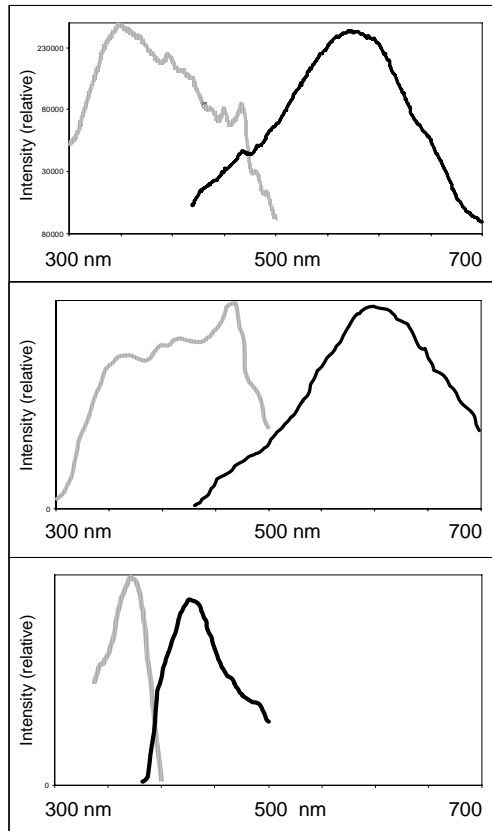 Intensity (relative)
230000
80000
30000
80000
300 nm 500 nm 700
Intensity (relative)
0
300 nm 500 nm 700
Intensity (relative)
0
300 nm 500 nm 700